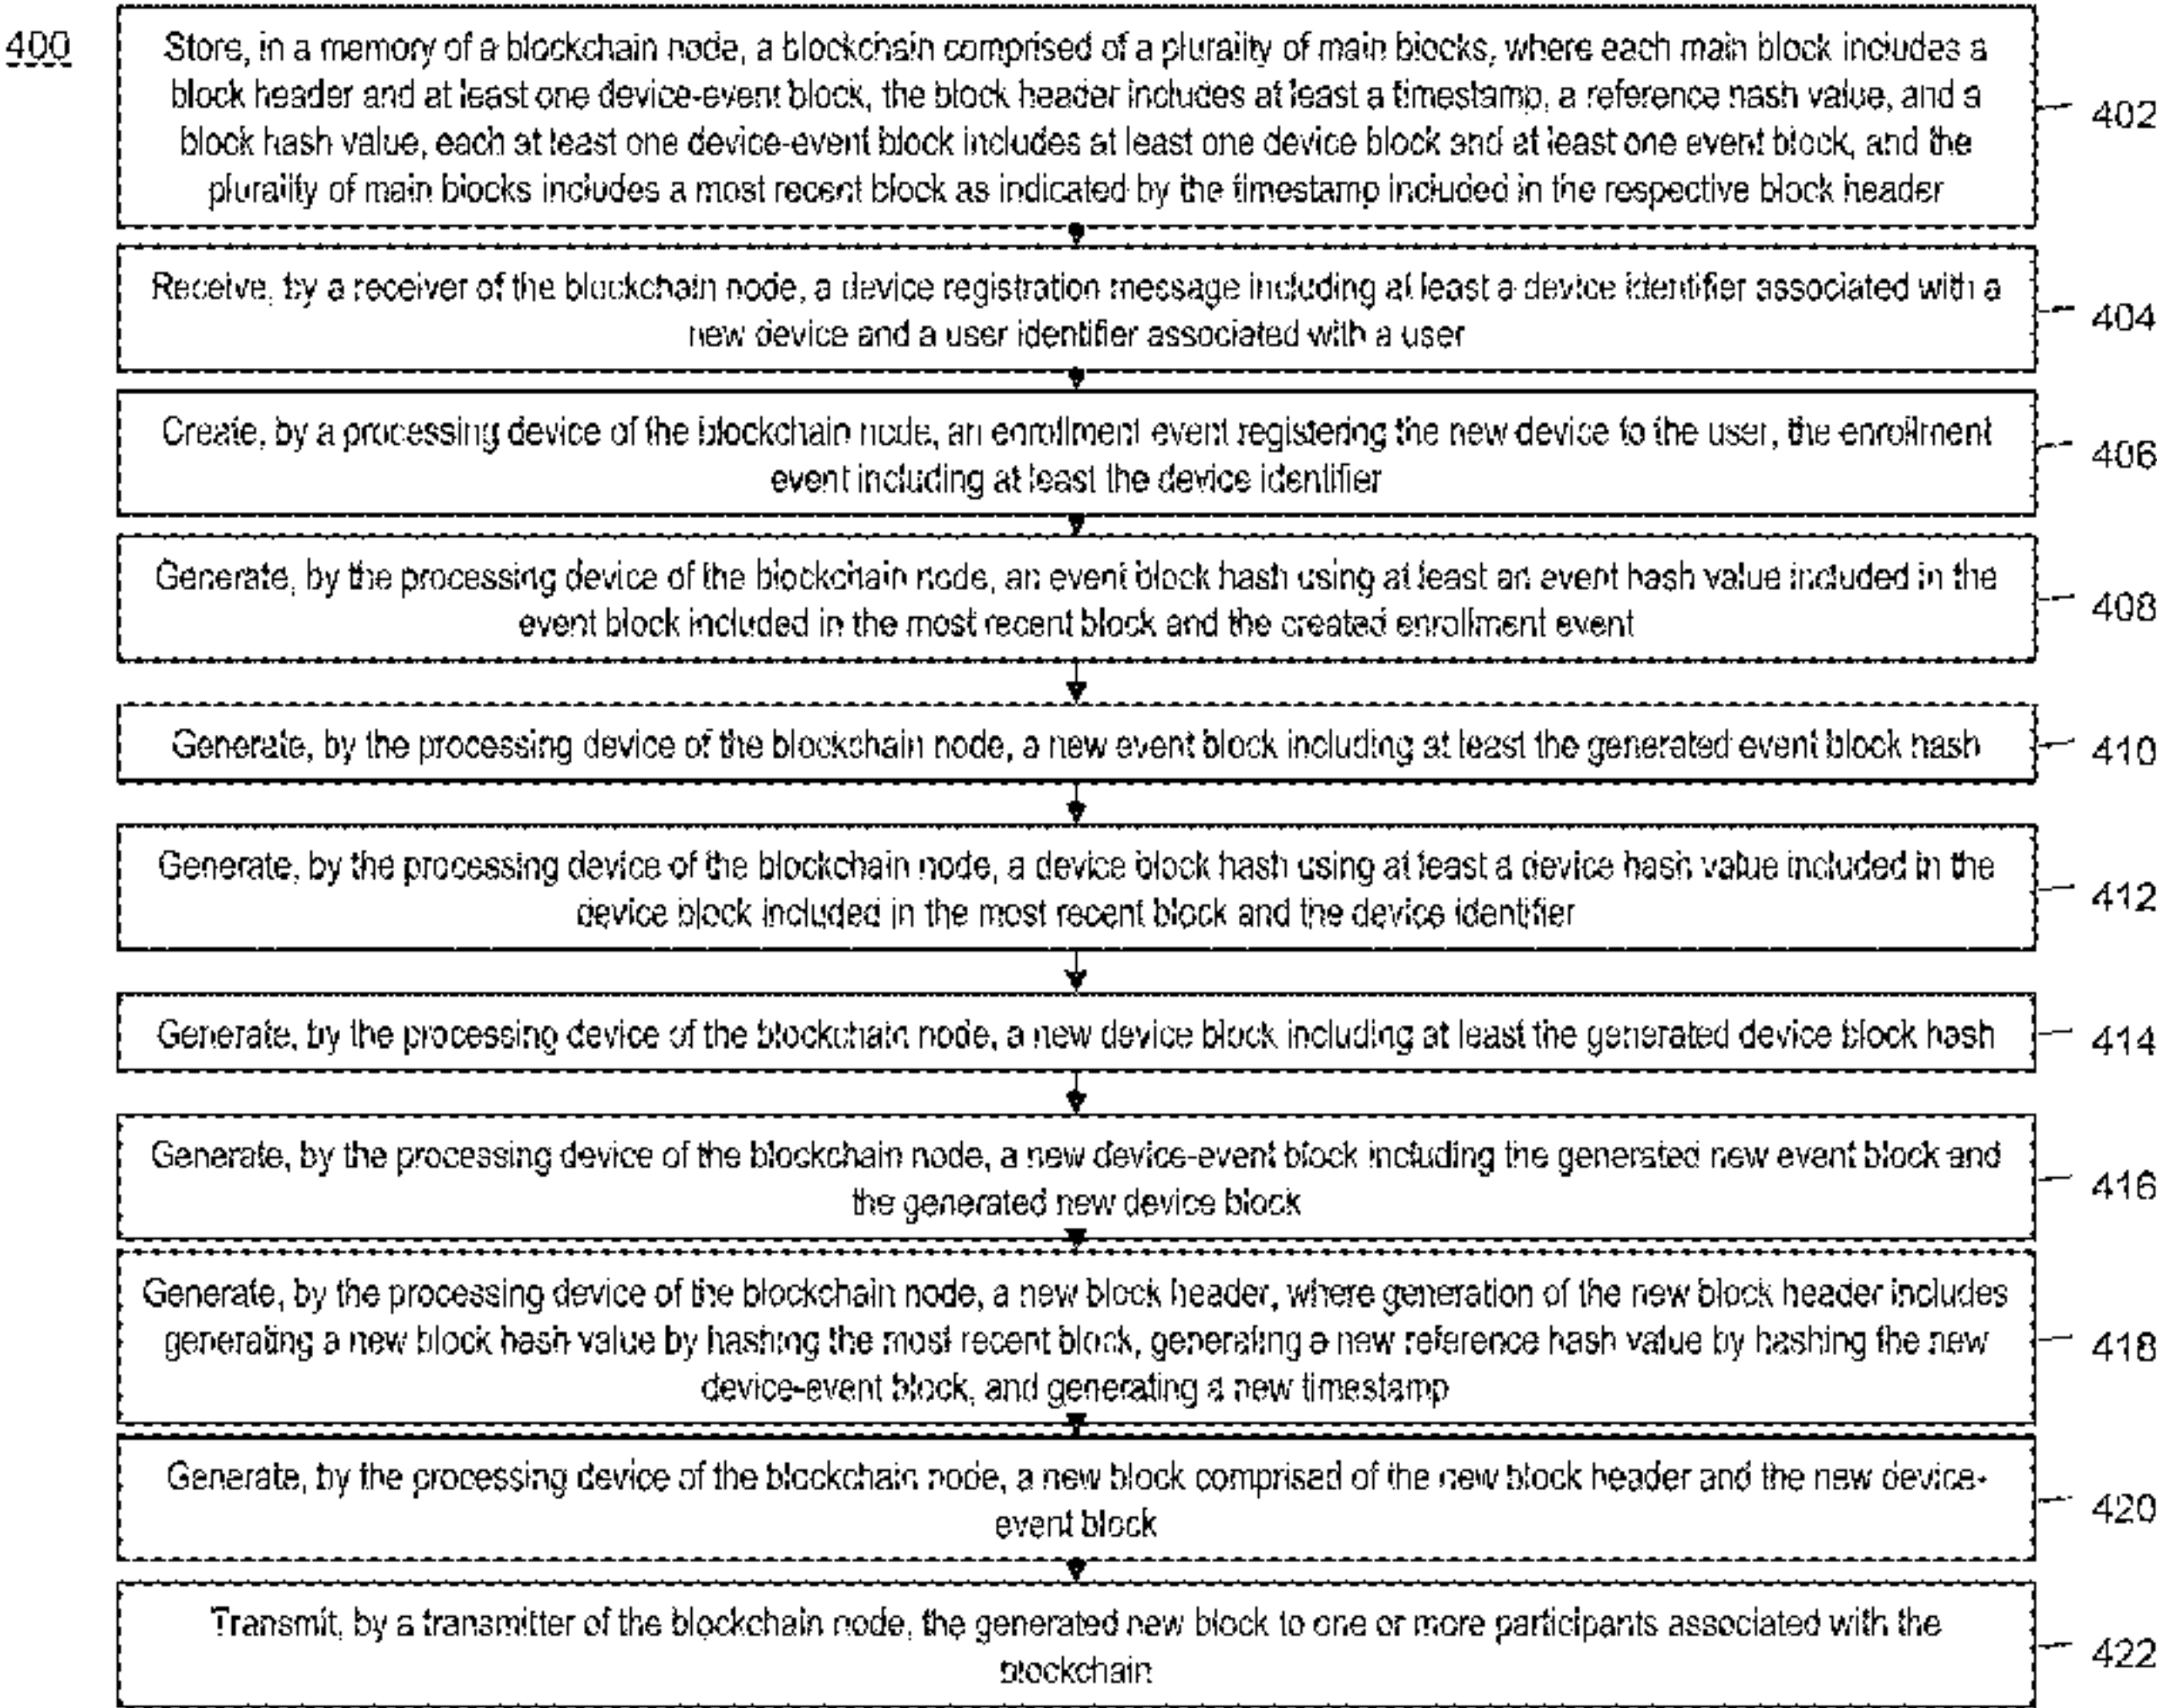 400
Store, in a memory of a blockchain node, a blockchain comprised of a plurality of main blocks, where each main block includes a
block header and at least one device-event block, the block header includes at least a timestamp, a reference hash value, and a
block hash value, each at least one device-event block includes at least one device block and at least one event block, and the
plurality of main blocks includes a most recent block as indicated by the timestamp included in the respective block header
402
Receive, by a receiver of the blockchain node, a device registration message including at least a device identifier associated with a
new device and a user identifier associated with a user
404
Create, by a processing device of the blockchain node, an enrollment event registering the new device to the user, the enrollment
event including at least the device identifier
406
Generate, by the processing device of the blockchain node, an event block hash using at least an event hash value included in the
event block included in the most recent block and the created enrollment event
408
Generate, by the processing device of the blockchain node, a new event block including at least the generated event block hash
410
Generate, by the processing device of the blockchain node, a device block hash using at least a device hash value included in the
device block included in the most recent block and the device identifier
412
Generate, by the processing device of the blockchain node, a new device block including at least the generated device block hash
414
Generate, by the processing device of the blockchain node, a new device-event block including the generated new event block and
the generated new device block
416
Generate, by the processing device of the blockchain node, a new block header, where generation of the new block header includes
generating a new block hash value by hashing the most recent block, generating a new reference hash value by hashing the new
device-event block, and generating a new timestamp
418
Generate, by the processing device of the blockchain node, a new block comprised of the new block header and the new device-
event block
420
Transmit, by a transmitter of the blockchain node, the generated new block to one or more participants associated with the
blockchain
422